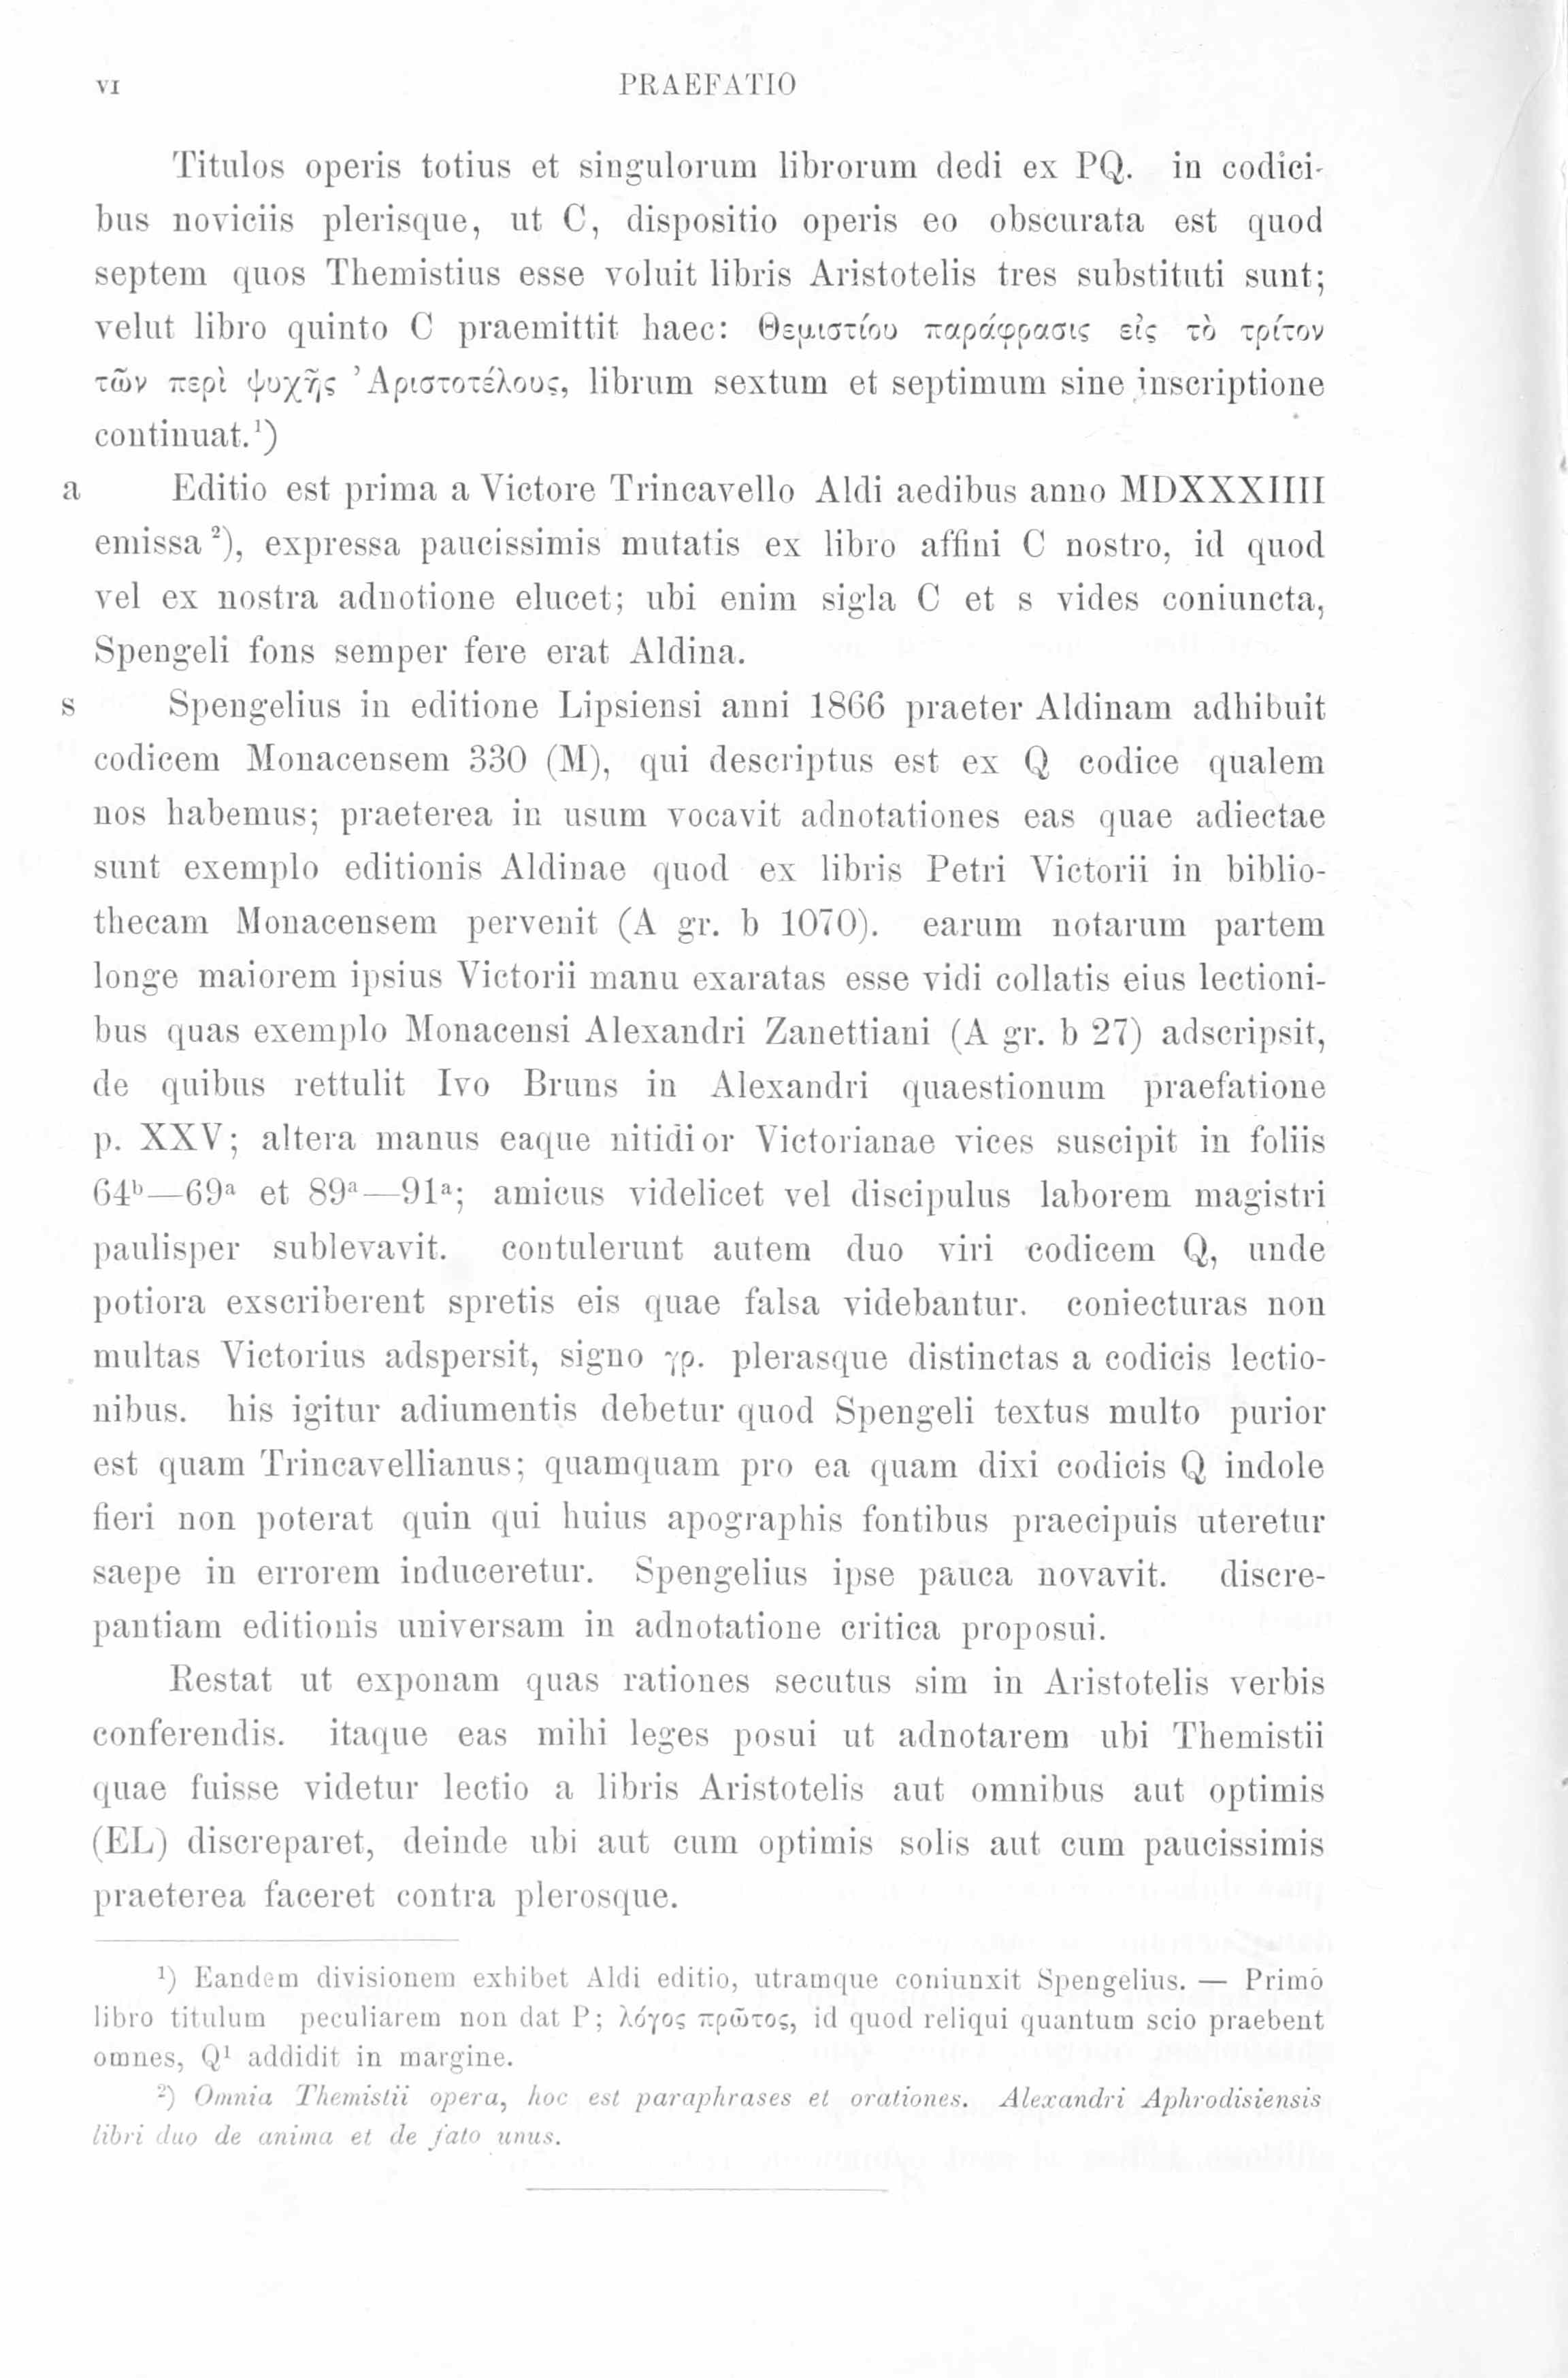 VI PRAEFATIO
Titulos operis totius et singulorum librorum dedi ex PQ. in codici-
bus noviciis plerisque, ut C, dispositio operis eo obscurata est quod
septem quos Themistius esse voluit libris Aristotelis tres substituti sunt;
velut libro quinto C praemittit haec: Θεμιστίου παράφρασις εἰς τὸ τρίτον
τῶν περὶ ψυχῆς Ἀριστοτέλους, librum sextum et septimum sine inscriptione
continuat.¹)
a Editio est prima a Victore Trincavello Aldi aedibus anno MDXXXIIII
emissa²), expressa paucissimis mutatis ex libro affini C nostro, id quod
vel ex nostra adnotione elucet; ubi enim sigla C et s vides coniuncta,
Spengeli fons semper fere erat Aldina.
s Spengelius in editione Lipsiensi anni 1866 praeter Aldinam adhibuit
codicem Monacensem 330 (M), qui descriptus est ex Q codice qualem
nos habemus; praeterea in usum vocavit adnotationes eas quae adiectae
sunt exemplo editionis Aldinae quod ex libris Petri Victorii in biblio-
thecam Monacensem pervenit (A gr. b 1070). earum notarum partem
longe maiorem ipsius Victorii manu exaratas esse vidi collatis eius lectioni-
bus quas exemplo Monacensi Alexandri Zanettiani (A gr. b 27) adscripsit,
de quibus rettulit Ivo Bruns in Alexandri quaestionum praefatione
p. XXV; altera manus eaque nitidior Victorianae vices suscipit in foliis
64ᵇ—69ᵃ et 89ᵃ—91ᵃ; amicus videlicet vel discipulus laborem magistri
paulisper sublevavit. contulerunt autem duo viri codicem Q, unde
potiora exscriberent spretis eis quae falsa videbantur. coniecturas non
multas Victorius adspersit, signo γρ. plerasque distinctas a codicis lectio-
nibus. his igitur adiumentis debetur quod Spengeli textus multo purior
est quam Trincavellianus; quamquam pro ea quam dixi codicis Q indole
fieri non poterat quin qui huius apographis fontibus praecipuis uteretur
saepe in errorem induceretur. Spengelius ipse pauca novavit. discre-
pantiam editionis universam in adnotatione critica proposui.
Restat ut exponam quas rationes secutus sim in Aristotelis verbis
conferendis. itaque eas mihi leges posui ut adnotarem ubi Themistii
quae fuisse videtur lectio a libris Aristotelis aut omnibus aut optimis
(EL) discreparet, deinde ubi aut cum optimis solis aut cum paucissimis
praeterea faceret contra plerosque.
¹) Eandem divisionem exhibet Aldi editio, utramque coniunxit Spengelius. — Primo
libro titulum peculiarem non dat P; λόγος πρῶτος, id quod reliqui quantum scio praebent
omnes, Q¹ addidit in margine.
²) Omnia Themistii opera, hoc est paraphrases et orationes. Alexandri Aphrodisiensis
libri duo de anima et de fato unus.